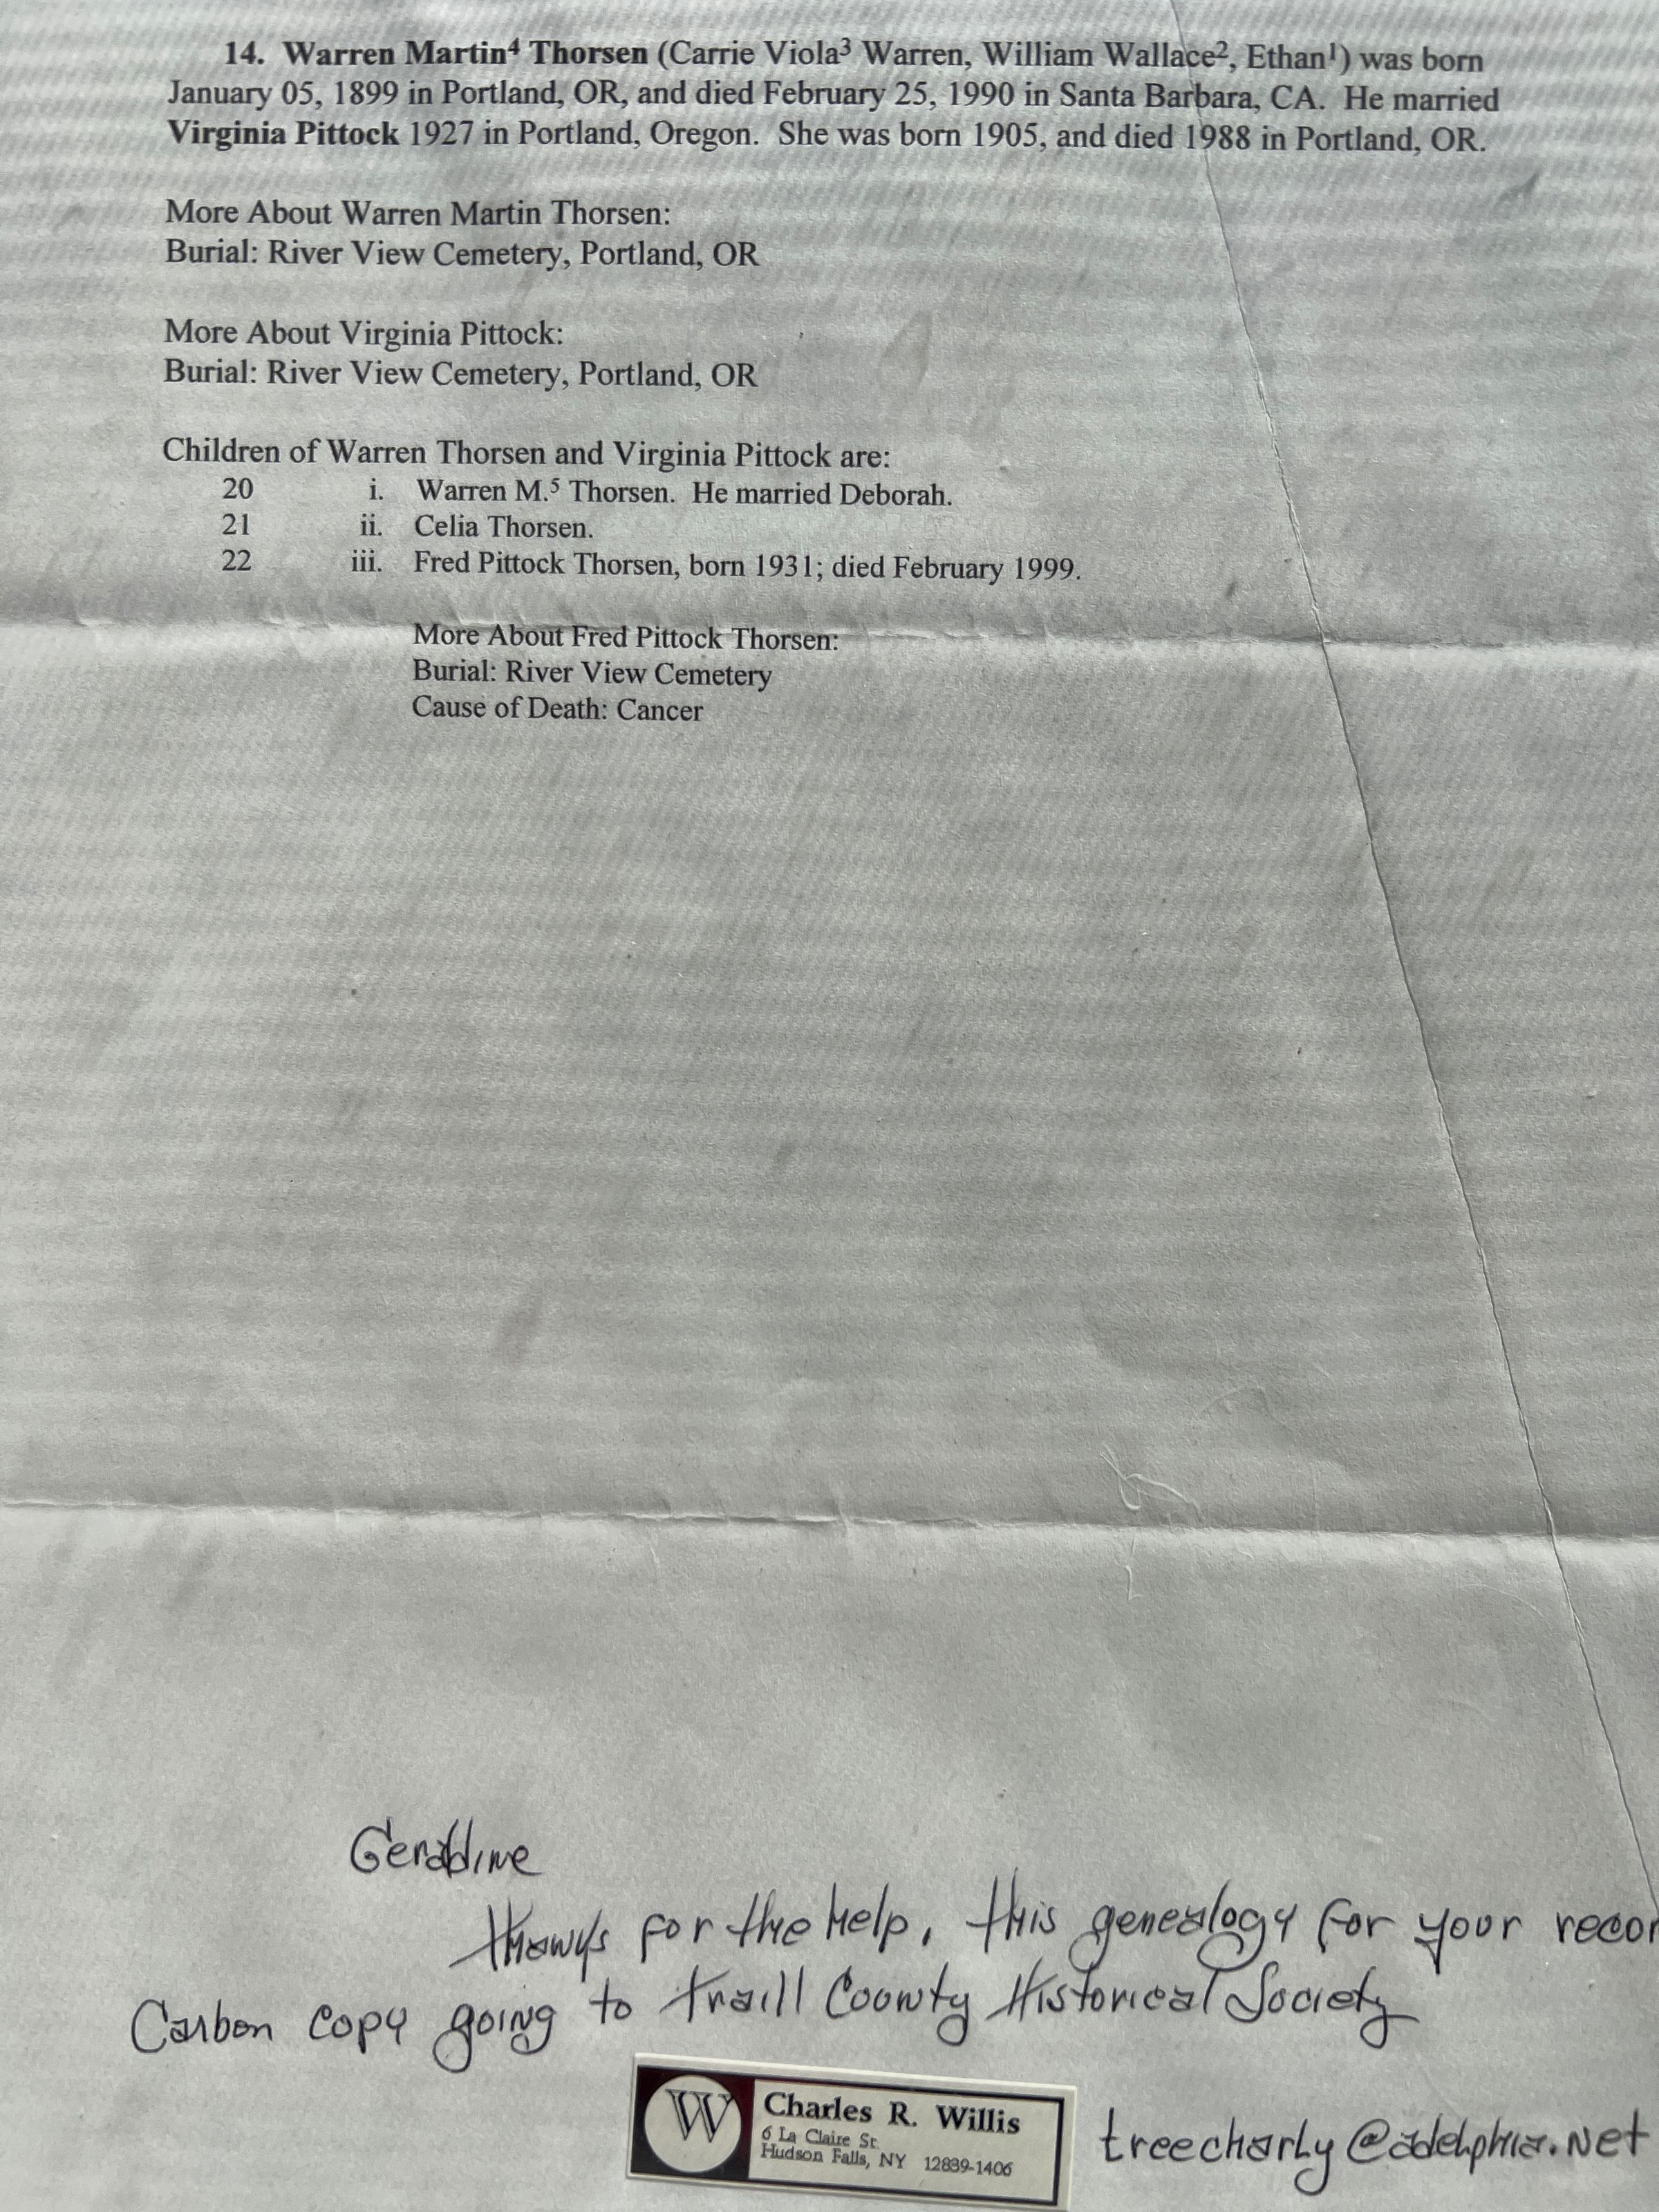 14. Warren Martin⁴ Thorsen (Carrie Viola³ Warren, William Wallace², Ethan¹) was born
January 05, 1899 in Portland, OR, and died February 25, 1990 in Santa Barbara, CA. He married
Virginia Pittock 1927 in Portland, Oregon. She was born 1905, and died 1988 in Portland, OR.
More About Warren Martin Thorsen:
Burial: River View Cemetery, Portland, OR
More About Virginia Pittock:
Burial: River View Cemetery, Portland, OR
Children of Warren Thorsen and Virginia Pittock are:
20 i. Warren M.⁵ Thorsen. He married Deborah.
21 ii. Celia Thorsen.
22 iii. Fred Pittock Thorsen, born 1931; died February 1999.
More About Fred Pittock Thorsen:
Burial: River View Cemetery
Cause of Death: Cancer
Geraldine
Thanks for the help, this genealogy for your recor
Carbon copy going to Traill County Historical Society
W
Charles R. Willis
6 La Claire St.
Hudson Falls, NY 12839-1406
treecharly@adelphia.net